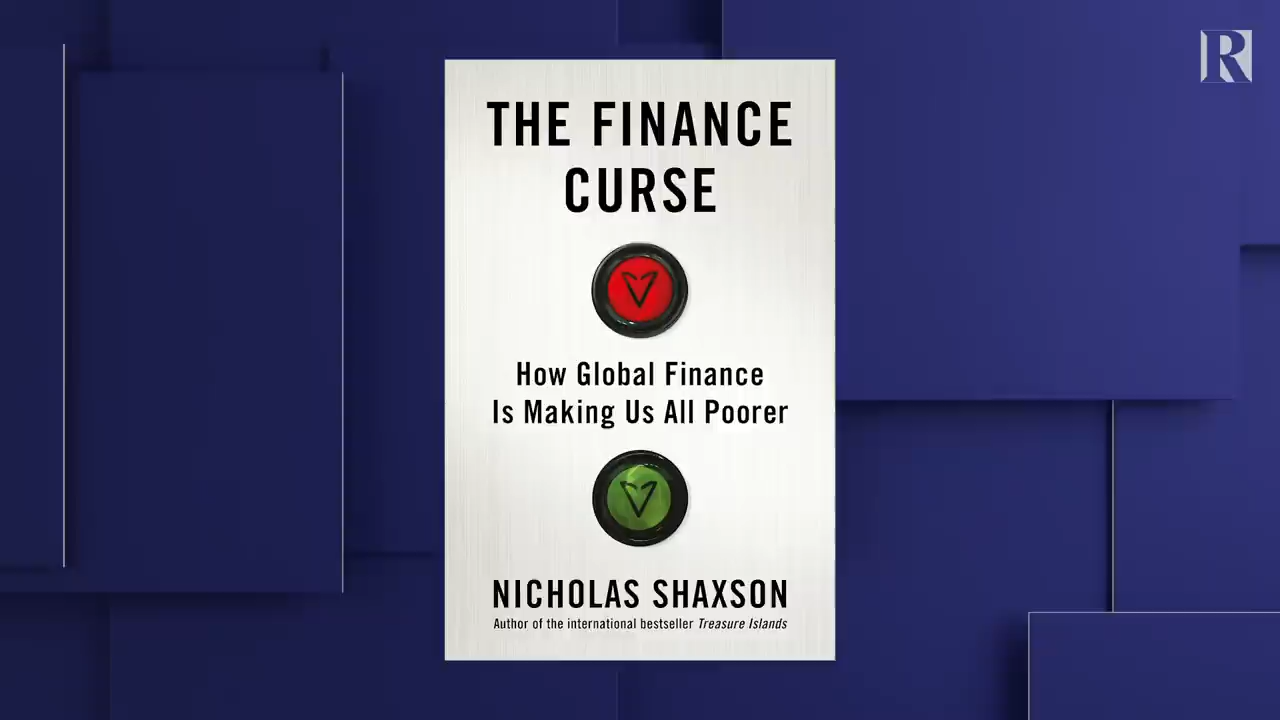 R
THE FINANCE
CURSE
How Global Finance
Is Making Us All Poorer
NICHOLAS SHAXSON
Author of the international bestseller Treasure Islands